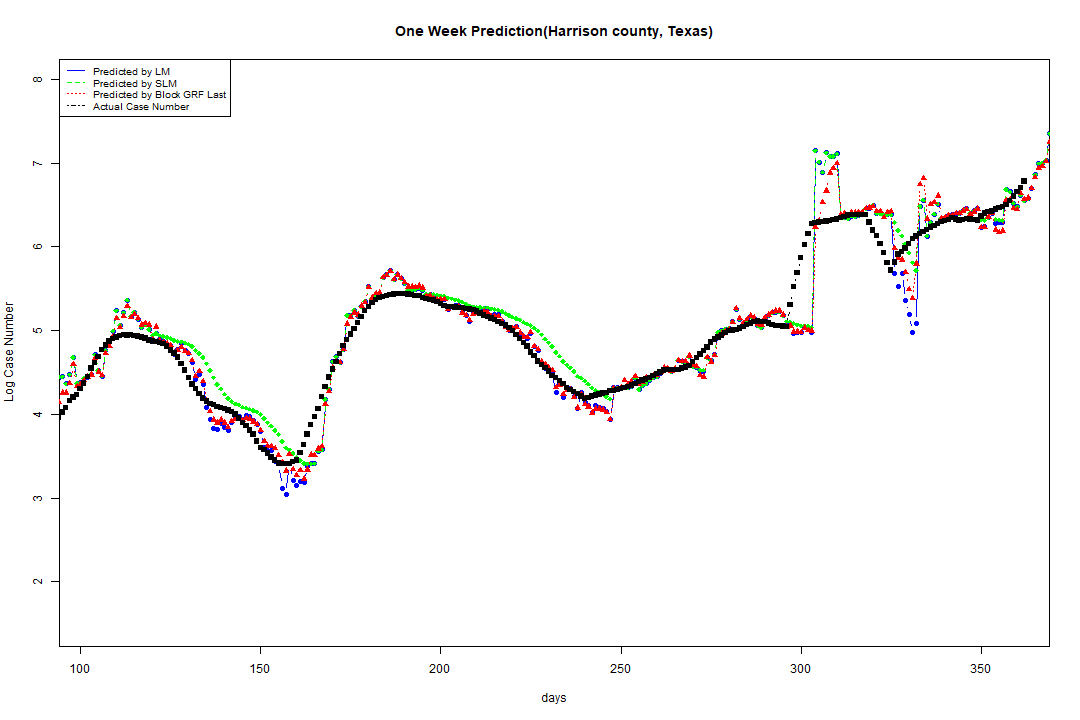 One Week Prediction(Harrison county, Texas)
Predicted by LM
Predicted by SLM
Predicted by Block GRF Last
Actual Case Number
Log Case Number
8
7
6
5
4
3
2
100 150 200 250 300 350
days